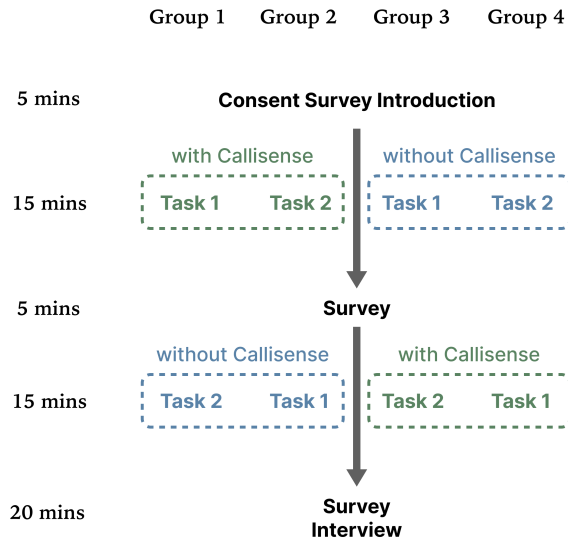 Group 1 Group 2 Group 3 Group 4
5 mins Consent Survey Introduction
with Callisense without Callisense
15 mins Task 1 Task 2 Task 1 Task 2
5 mins Survey
without Callisense with Callisense
15 mins Task 2 Task 1 Task 2 Task 1
20 mins Survey
Interview